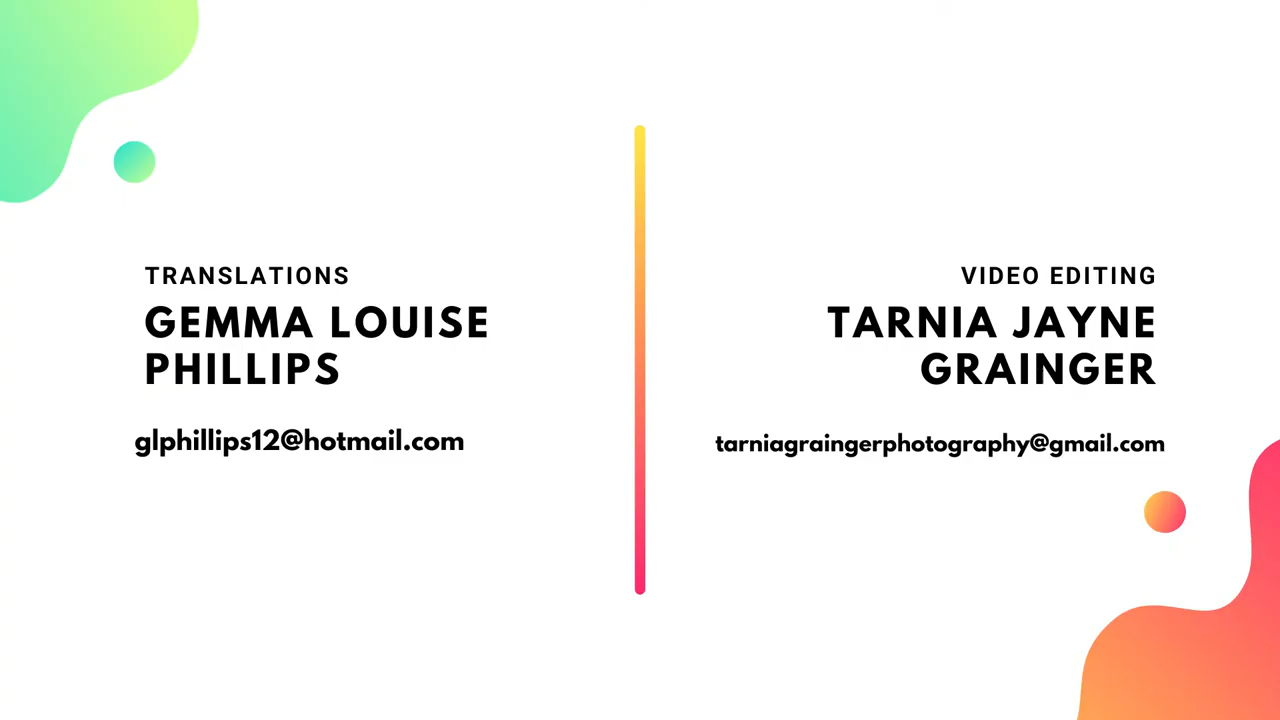 TRANSLATIONS
GEMMA LOUISE
PHILLIPS
glphillips12@hotmail.com
VIDEO EDITING
TARNIA JAYNE
GRAINGER
tarniagraingerphotography@gmail.com